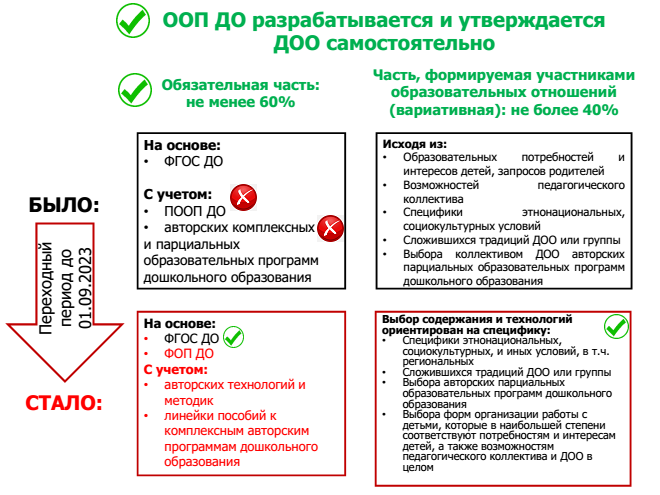 ООП ДО разрабатывается и утверждается
ДОО самостоятельно
Обязательная часть:
не менее 60%
Часть, формируемая участниками
образовательных отношений
(вариативная): не более 40%
БЫЛО:
На основе:
• ФГОС ДО
С учетом:
• ПООП ДО
• авторских комплексных
и парциальных
образовательных программ
дошкольного образования
Исходя из:
• Образовательных потребностей и
интересов детей, запросов родителей
• Возможностей педагогического
коллектива
• Специфики этнонациональных,
социокультурных условий
• Сложившихся традиций ДОО или группы
• Выбора коллективом ДОО авторских
парциальных образовательных программ
дошкольного образования
Переходный
период до
01.09.2023
СТАЛО:
На основе:
• ФГОС ДО
• ФОП ДО
С учетом:
• авторских технологий и
методик
• линейки пособий к
комплексным авторским
программам дошкольного
образования
Выбор содержания и технологий
ориентирован на специфику:
• Специфики этнонациональных,
социокультурных, и иных условий, в т.ч.
региональных
• Сложившихся традиций ДОО или группы
• Выбора авторских парциальных
образовательных программ дошкольного
образования
• Выбора форм организации работы с
детьми, которые в наибольшей степени
соответствуют потребностям и интересам
детей, а также возможностям
педагогического коллектива и ДОО в
целом